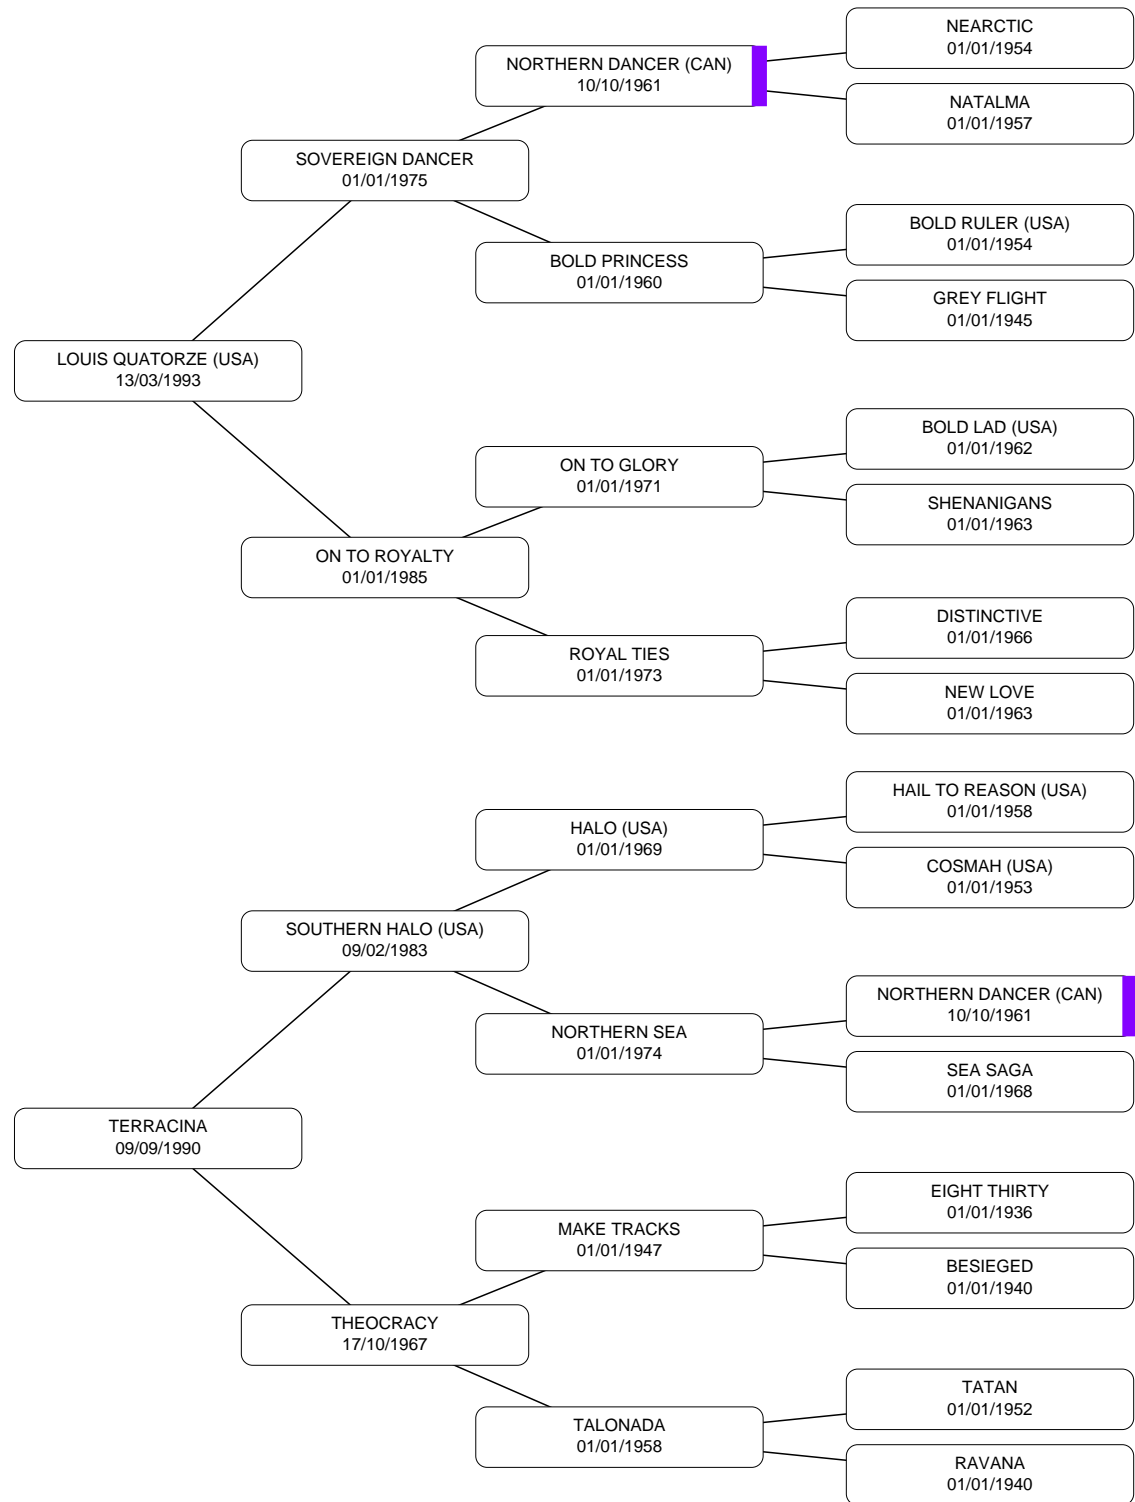 NEARCTIC
01/01/1954
NORTHERN DANCER (CAN)
10/10/1961
NATALMA
01/01/1957
SOVEREIGN DANCER
01/01/1975
BOLD RULER (USA)
01/01/1954
BOLD PRINCESS
01/01/1960
GREY FLIGHT
01/01/1945
LOUIS QUATORZE (USA)
13/03/1993
BOLD LAD (USA)
01/01/1962
ON TO GLORY
01/01/1971
SHENANIGANS
01/01/1963
ON TO ROYALTY
01/01/1985
DISTINCTIVE
01/01/1966
ROYAL TIES
01/01/1973
NEW LOVE
01/01/1963
HAIL TO REASON (USA)
01/01/1958
HALO (USA)
01/01/1969
COSMAH (USA)
01/01/1953
SOUTHERN HALO (USA)
09/02/1983
NORTHERN DANCER (CAN)
10/10/1961
NORTHERN SEA
01/01/1974
SEA SAGA
01/01/1968
TERRACINA
09/09/1990
EIGHT THIRTY
01/01/1936
MAKE TRACKS
01/01/1947
BESIEGED
01/01/1940
THEOCRACY
17/10/1967
TATAN
01/01/1952
TALONADA
01/01/1958
RAVANA
01/01/1940